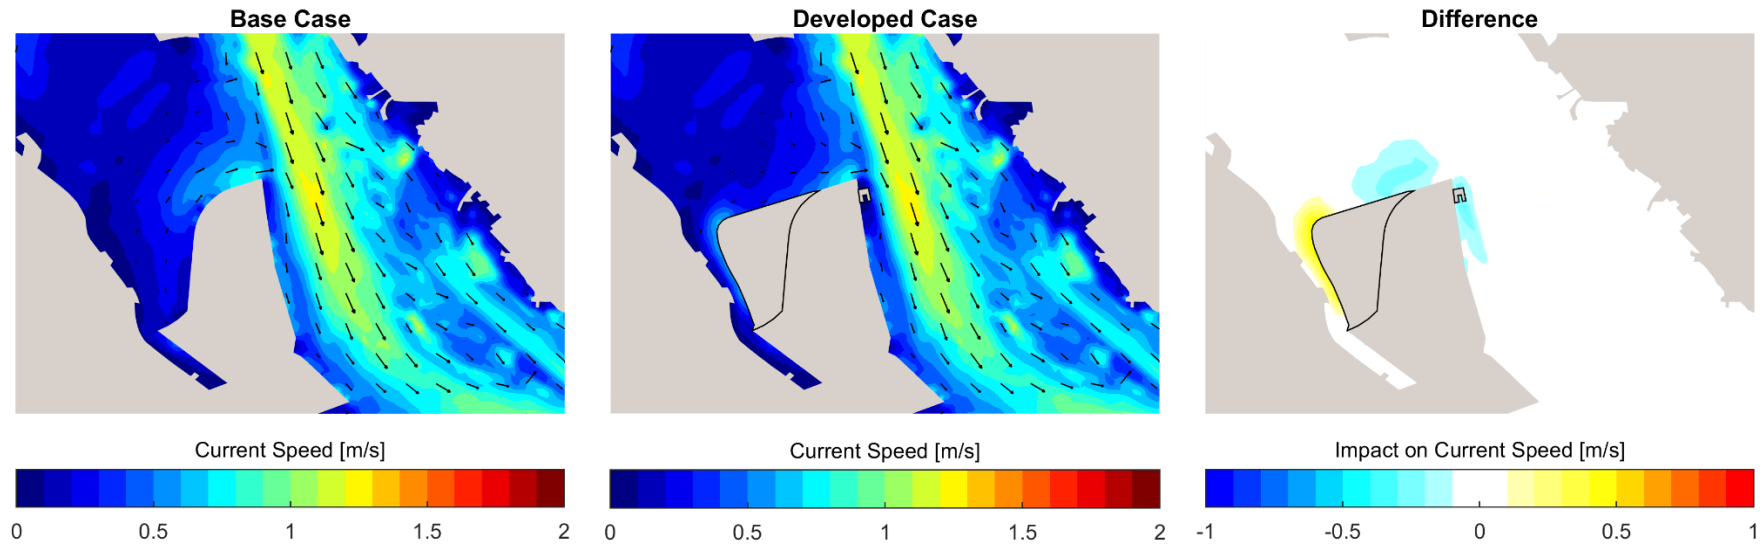 Base Case
Developed Case
Difference
Current Speed [m/s]
0 0.5 1 1.5 2
Current Speed [m/s]
0 0.5 1 1.5 2
Impact on Current Speed [m/s]
-1 -0.5 0 0.5 1